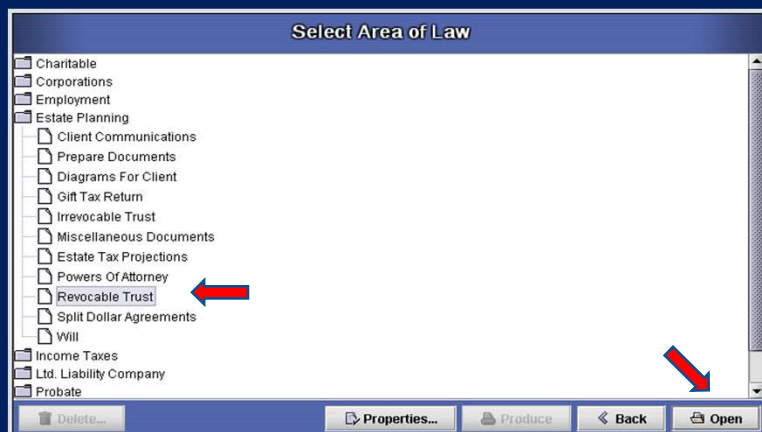 Select Area of Law
Charitable
Corporations
Employment
Estate Planning
Client Communications
Prepare Documents
Diagrams For Client
Gift Tax Return
Irrevocable Trust
Miscellaneous Documents
Estate Tax Projections
Powers Of Attorney
Revocable Trust
Split Dollar Agreements
Will
Income Taxes
Ltd. Liability Company
Probate
Delete... Properties... Produce Back Open